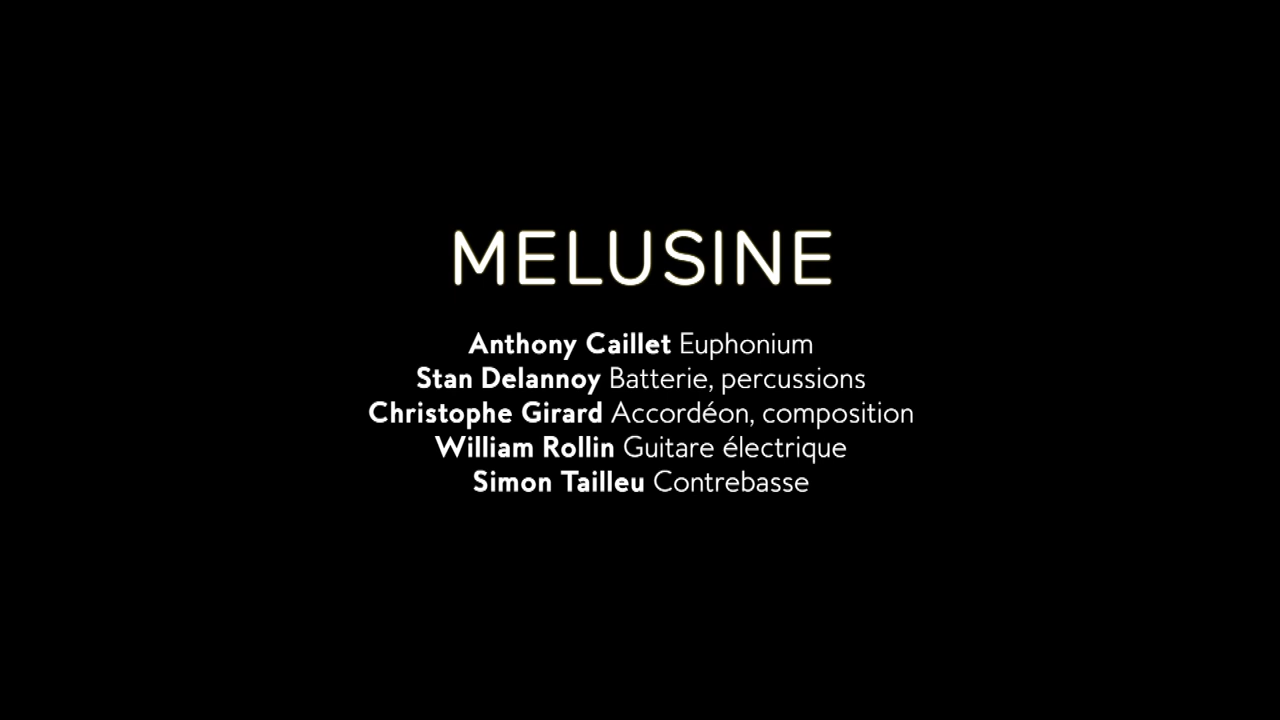 MELUSINE
Anthony Caillet Euphonium
Stan Delannoy Batterie, percussions
Christophe Girard Accordéon, composition
William Rollin Guitare électrique
Simon Tailleu Contrebasse